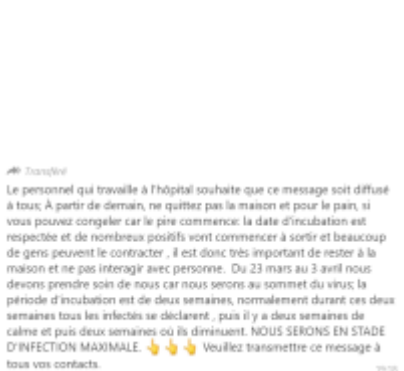 Transféré
Le personnel qui travaille à l'hôpital souhaite que ce message soit diffusé
à tous; À partir de demain, ne quittez pas la maison et pour le pain, si
vous pouvez congeler car le pire commence: la date d'incubation est
respectée et de nombreux positifs vont commencer à sortir et beaucoup
de gens peuvent le contracter , il est donc très important de rester à la
maison et ne pas interagir avec personne. Du 23 mars au 3 avril nous
devons prendre soin de nous car nous serons au sommet du virus; la
période d'incubation est de deux semaines, normalement durant ces deux
semaines tous les infectés se déclarent , puis il y a deux semaines de
calme et puis deux semaines où ils diminuent. NOUS SERONS EN STADE
D'INFECTION MAXIMALE. 👆 👆 👆 Veuillez transmettre ce message à
tous vos contacts.